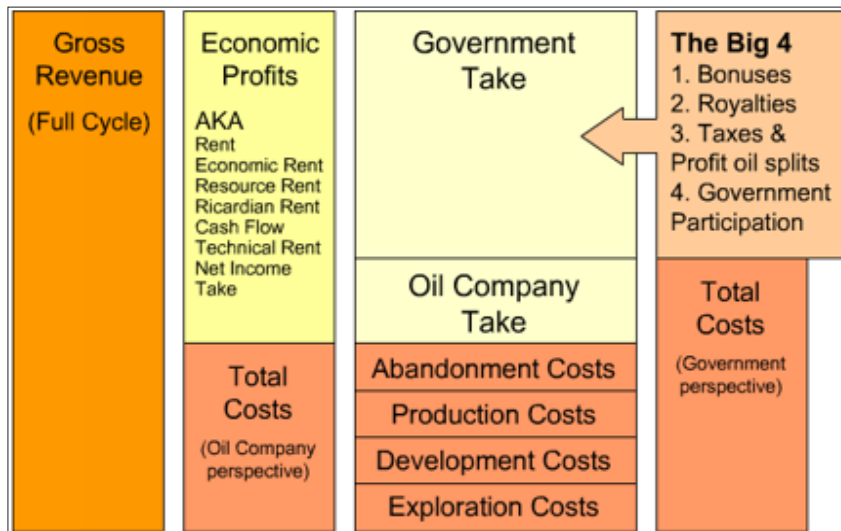 Gross
Revenue
(Full Cycle)
Economic
Profits
AKA
Rent
Economic Rent
Resource Rent
Ricardian Rent
Cash Flow
Technical Rent
Net Income
Take
Total
Costs
(Oil Company
perspective)
Government
Take
Oil Company
Take
Abandonment Costs
Production Costs
Development Costs
Exploration Costs
The Big 4
1. Bonuses
2. Royalties
3. Taxes &
Profit oil splits
4. Government
Participation
Total
Costs
(Government
perspective)